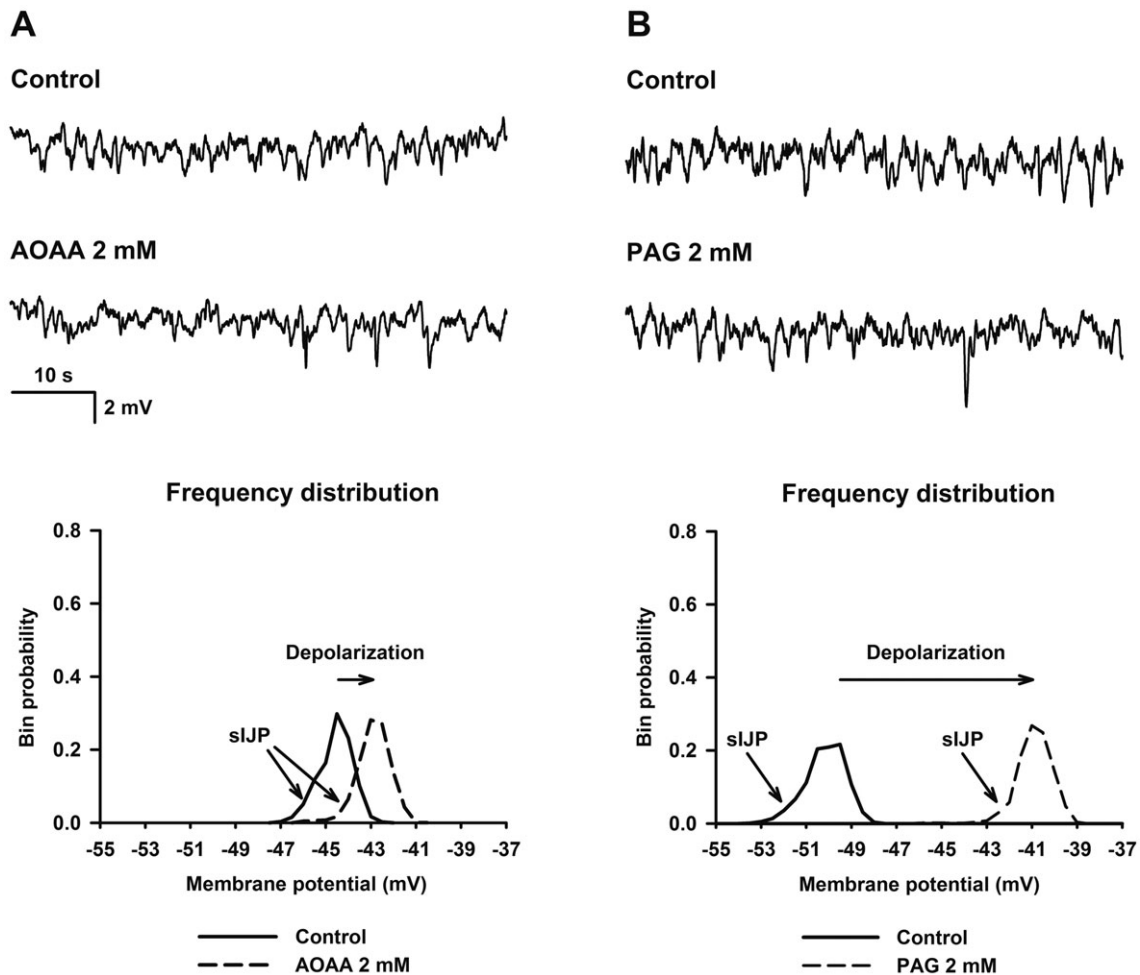 A
Control
AOAA 2 mM
10 s
2 mV
Frequency distribution
0.8
0.6
0.4
0.2
0.0
Bin probability
Depolarization
sIJP
-55 -53 -51 -49 -47 -45 -43 -41 -39 -37
Membrane potential (mV)
Control
AOAA 2 mM
B
Control
PAG 2 mM
Frequency distribution
0.8
0.6
0.4
0.2
0.0
Bin probability
Depolarization
sIJP
sIJP
-55 -53 -51 -49 -47 -45 -43 -41 -39 -37
Membrane potential (mV)
Control
PAG 2 mM